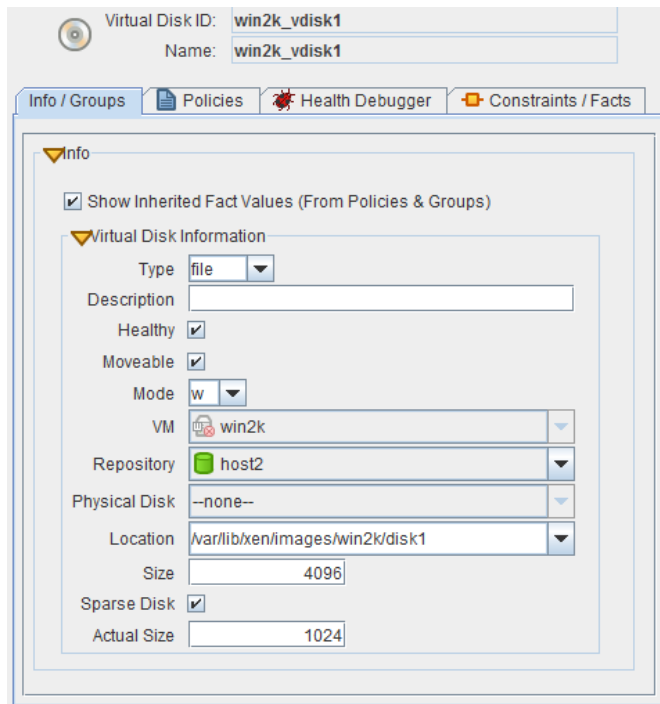 Virtual Disk ID: win2k_vdisk1
Name: win2k_vdisk1
Info / Groups Policies Health Debugger Constraints / Facts
Info
Show Inherited Fact Values (From Policies & Groups)
Virtual Disk Information
Type file
Description
Healthy
Moveable
Mode w
VM win2k
Repository host2
Physical Disk --none--
Location /var/lib/xen/images/win2k/disk1
Size 4096
Sparse Disk
Actual Size 1024